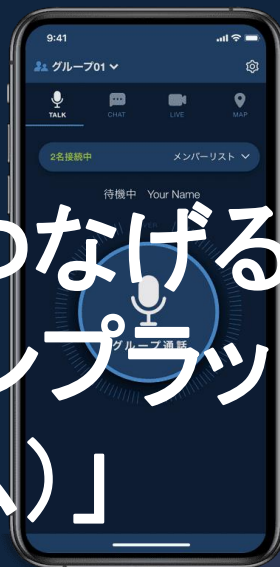 9:41
グループ01
TALK CHAT LIVE MAP
2名接続中 メンバーリスト
待機中 Your Name
つなげる
グループ通話
ンプラッ
ム）」